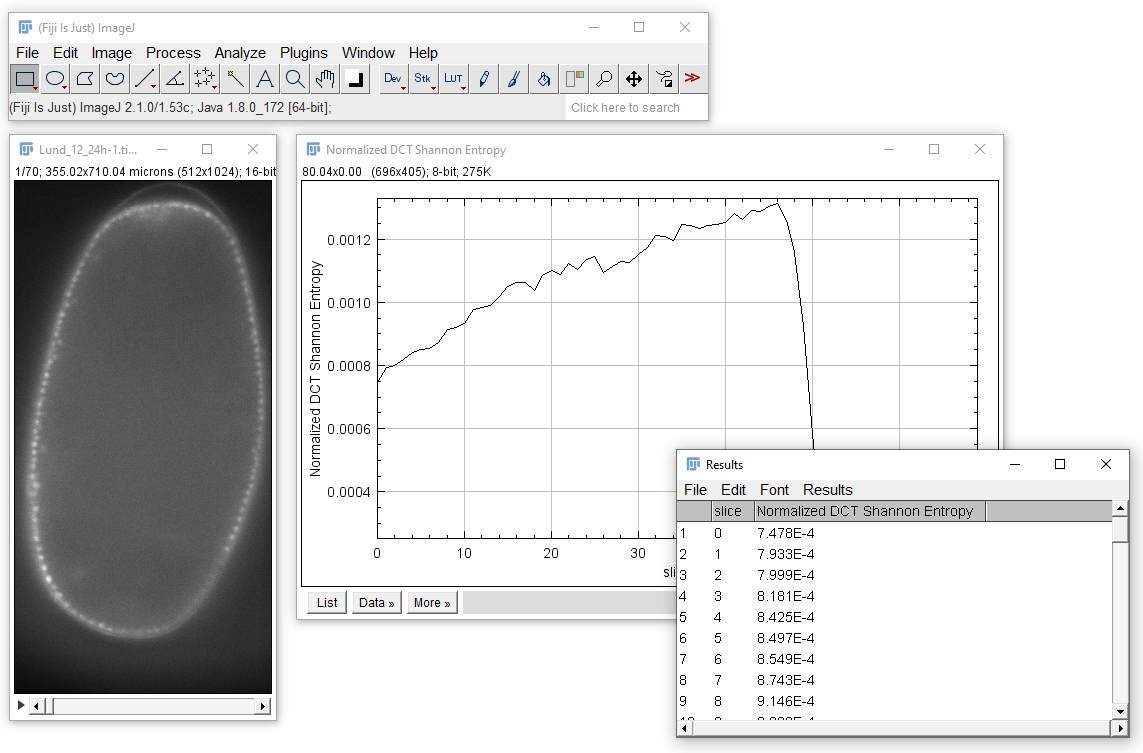 (Fiji Is Just) ImageJ
File Edit Image Process Analyze Plugins Window Help
Dev Stk LUT
(Fiji Is Just) ImageJ 2.1.0/1.53c; Java 1.8.0_172 [64-bit];
Click here to search
Lund_12_24h-1.ti...
1/70; 355.02x710.04 microns (512x1024); 16-bit
Normalized DCT Shannon Entropy
80.04x0.00 (696x405); 8-bit; 275K
Normalized DCT Shannon Entropy
0.0012
0.0010
0.0008
0.0006
0.0004
0 10 20 30
sli
List Data » More »
Results
File Edit Font Results
slice Normalized DCT Shannon Entropy
1 0 7.478E-4
2 1 7.933E-4
3 2 7.999E-4
4 3 8.181E-4
5 4 8.425E-4
6 5 8.497E-4
7 6 8.549E-4
8 7 8.743E-4
9 8 9.146E-4